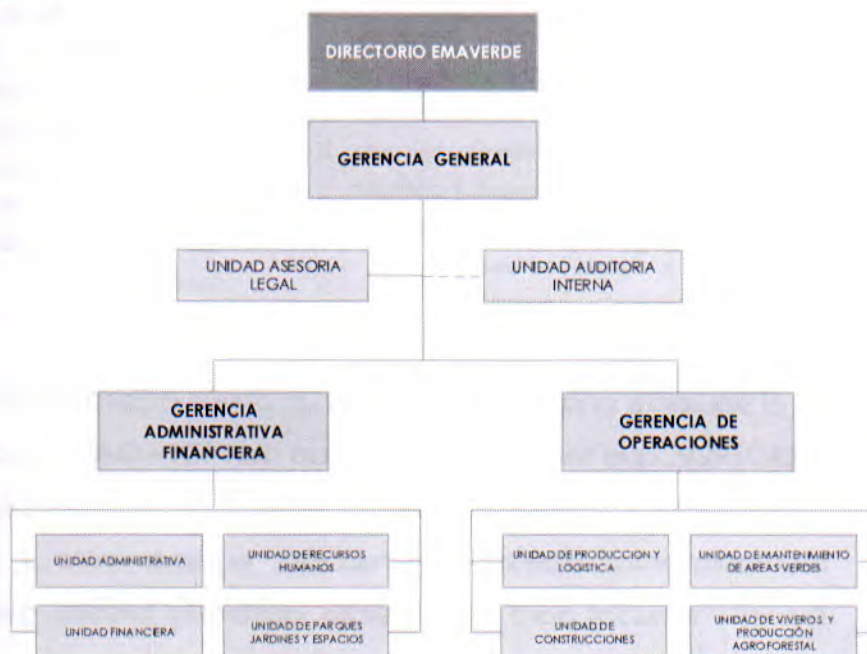 DIRECTORIO EMAVERDE
GERENCIA GENERAL
UNIDAD ASESORIA
LEGAL
UNIDAD AUDITORIA
INTERNA
GERENCIA
ADMINISTRATIVA
FINANCIERA
GERENCIA DE
OPERACIONES
UNIDAD ADMINISTRATIVA
UNIDAD DE RECURSOS
HUMANOS
UNIDAD FINANCIERA
UNIDAD DE PARQUES
JARDINES Y ESPACIOS
UNIDAD DE PRODUCCION Y
LOGISTICA
UNIDAD DE MANTENIMIENTO
DE AREAS VERDES
UNIDAD DE
CONSTRUCCIONES
UNIDAD DE VIVEROS Y
PRODUCCIÓN
AGROFORESTAL